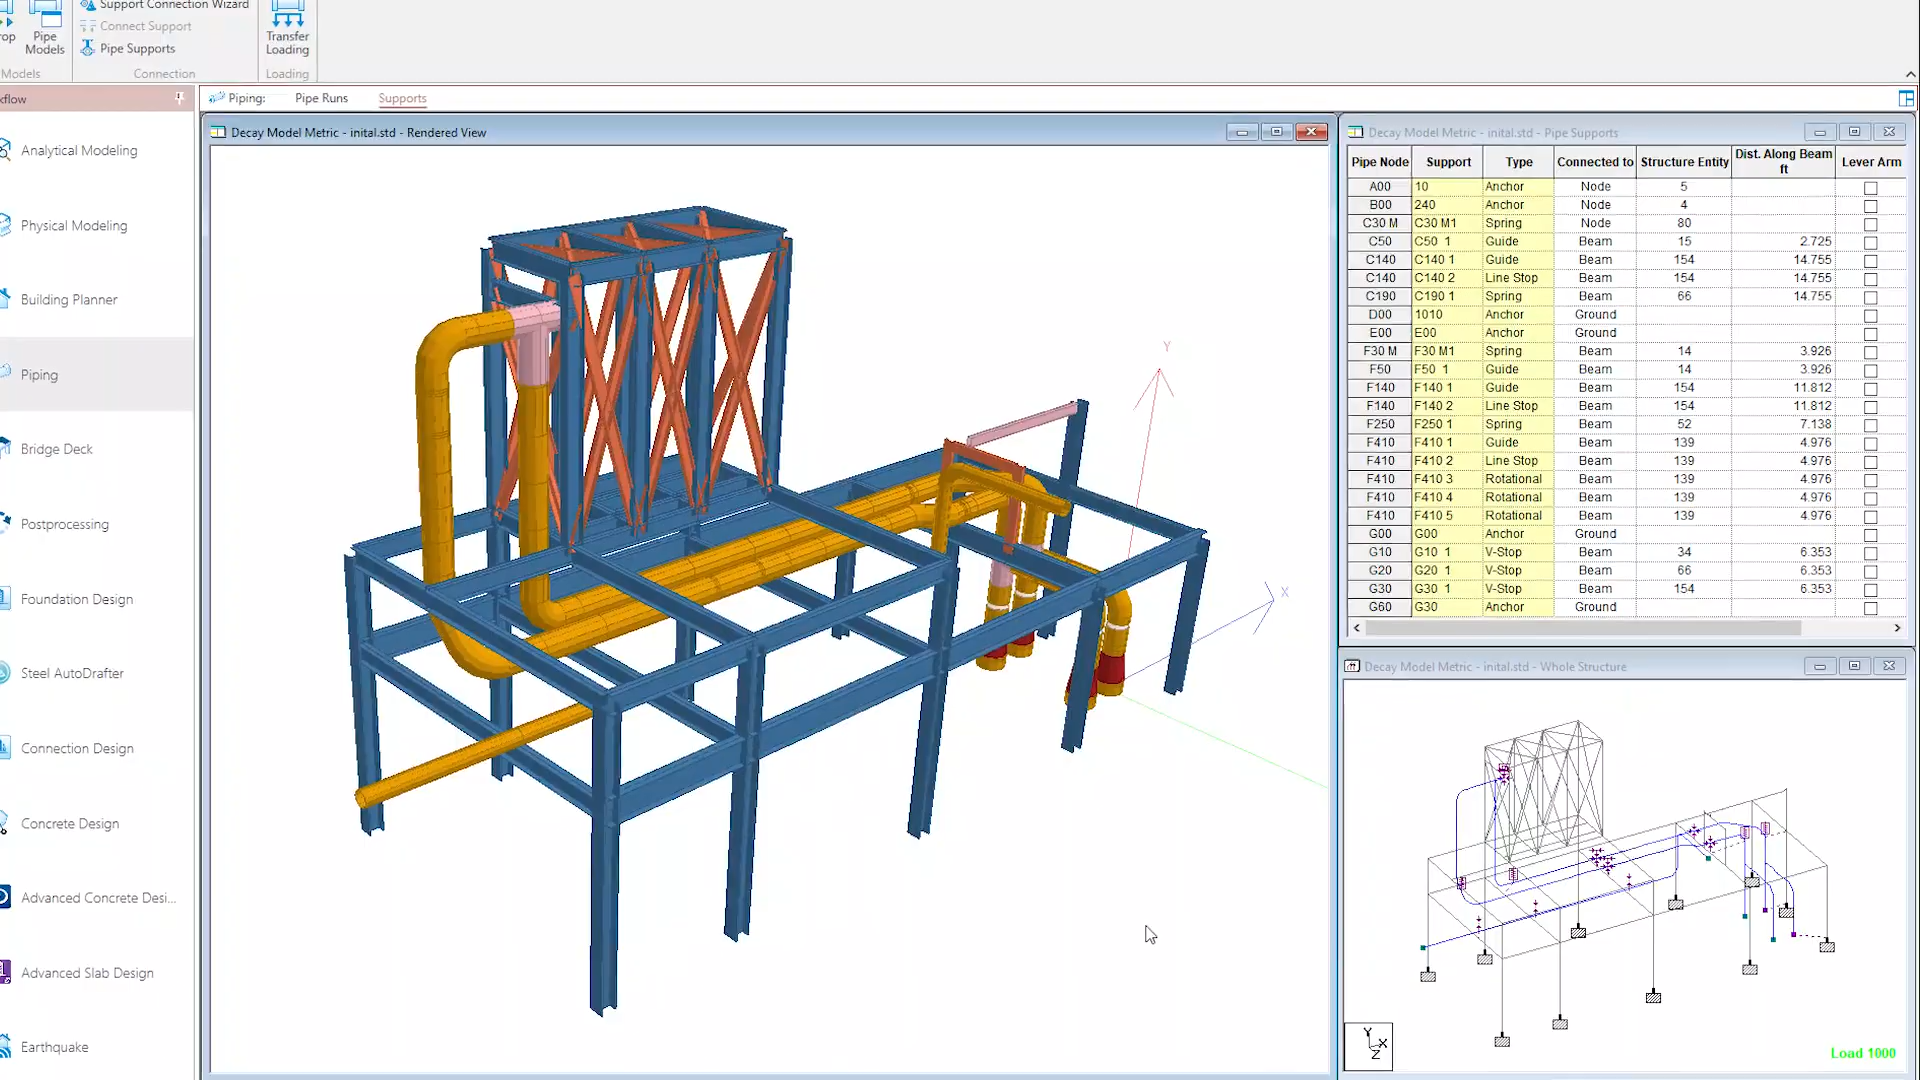 Support Connection Wizard
Connect Support
Pipe Supports
Connection
Pipe
Models
Models
Transfer
Loading
Loading
Piping:
Pipe Runs
Supports
Analytical Modeling
Physical Modeling
Building Planner
Piping
Bridge Deck
Postprocessing
Foundation Design
Steel AutoDrafter
Connection Design
Concrete Design
Advanced Concrete Desi...
Advanced Slab Design
Earthquake
Decay Model Metric - inital.std - Rendered View
Y
X
Decay Model Metric - inital.std - Pipe Supports
Pipe Node Support Type Connected to Structure Entity Dist. Along Beam ft Lever Arm
A00 10 Anchor Node 5
B00 240 Anchor Node 4
C30 M C30 M1 Spring Node 80
C50 C50 1 Guide Beam 15 2.725
C140 C140 1 Guide Beam 154 14.755
C140 C140 2 Line Stop Beam 154 14.755
C190 C190 1 Spring Beam 66 14.755
D00 1010 Anchor Ground
E00 E00 Anchor Ground
F30 M F30 M1 Spring Beam 14 3.926
F50 F50 1 Guide Beam 14 3.926
F140 F140 1 Guide Beam 154 11.812
F140 F140 2 Line Stop Beam 154 11.812
F250 F250 1 Spring Beam 52 7.138
F410 F410 1 Guide Beam 139 4.976
F410 F410 2 Line Stop Beam 139 4.976
F410 F410 3 Rotational Beam 139 4.976
F410 F410 4 Rotational Beam 139 4.976
F410 F410 5 Rotational Beam 139 4.976
G00 G00 Anchor Ground
G10 G10 1 V-Stop Beam 34 6.353
G20 G20 1 V-Stop Beam 66 6.353
G30 G30 1 V-Stop Beam 154 6.353
G60 G30 Anchor Ground
Decay Model Metric - inital.std - Whole Structure
Y
X
Z
Load 1000